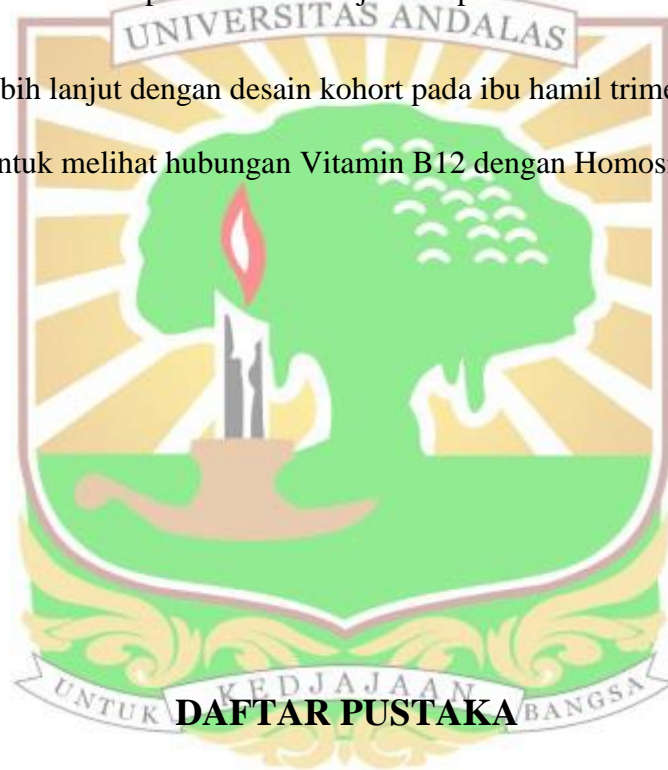 UNIVERSITAS ANDALAS
bih lanjut dengan desain kohort pada ibu hamil trime
ntuk melihat hubungan Vitamin B12 dengan Homos
UNTUK KEDJAJAAN BANGSA
DAFTAR PUSTAKA